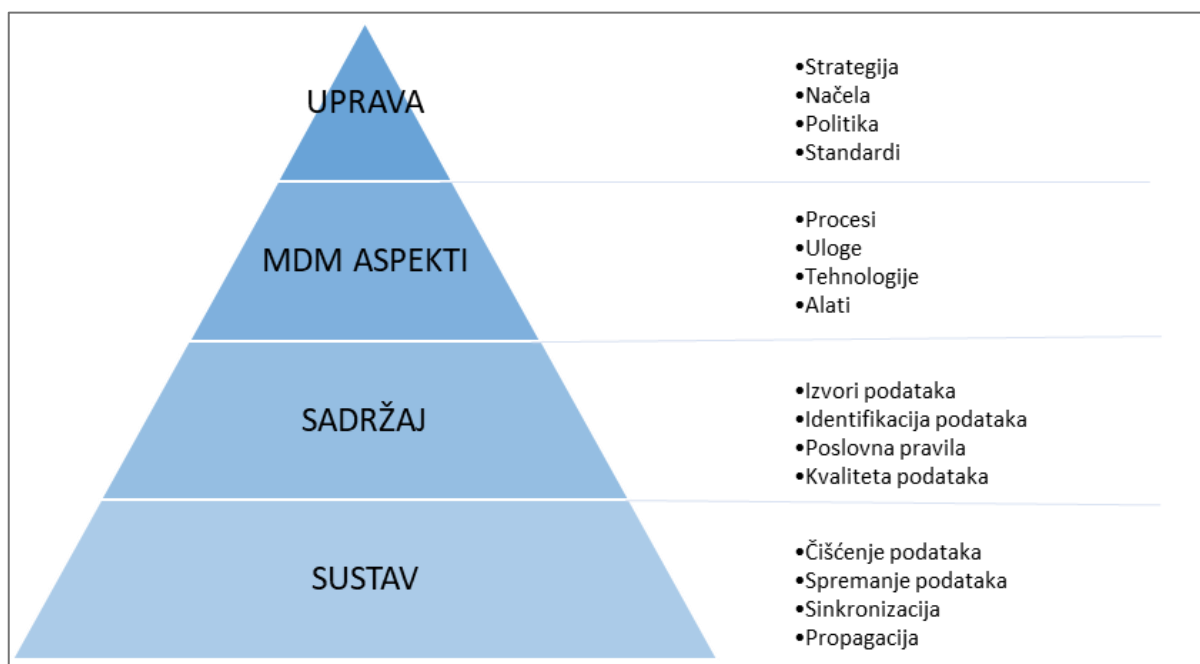 UPRAVA
•Strategija
•Načela
•Politika
•Standardi
MDM ASPEKTI
•Procesi
•Uloge
•Tehnologije
•Alati
SADRŽAJ
•Izvori podataka
•Identifikacija podataka
•Poslovna pravila
•Kvaliteta podataka
SUSTAV
•Čišćenje podataka
•Spremanje podataka
•Sinkronizacija
•Propagacija